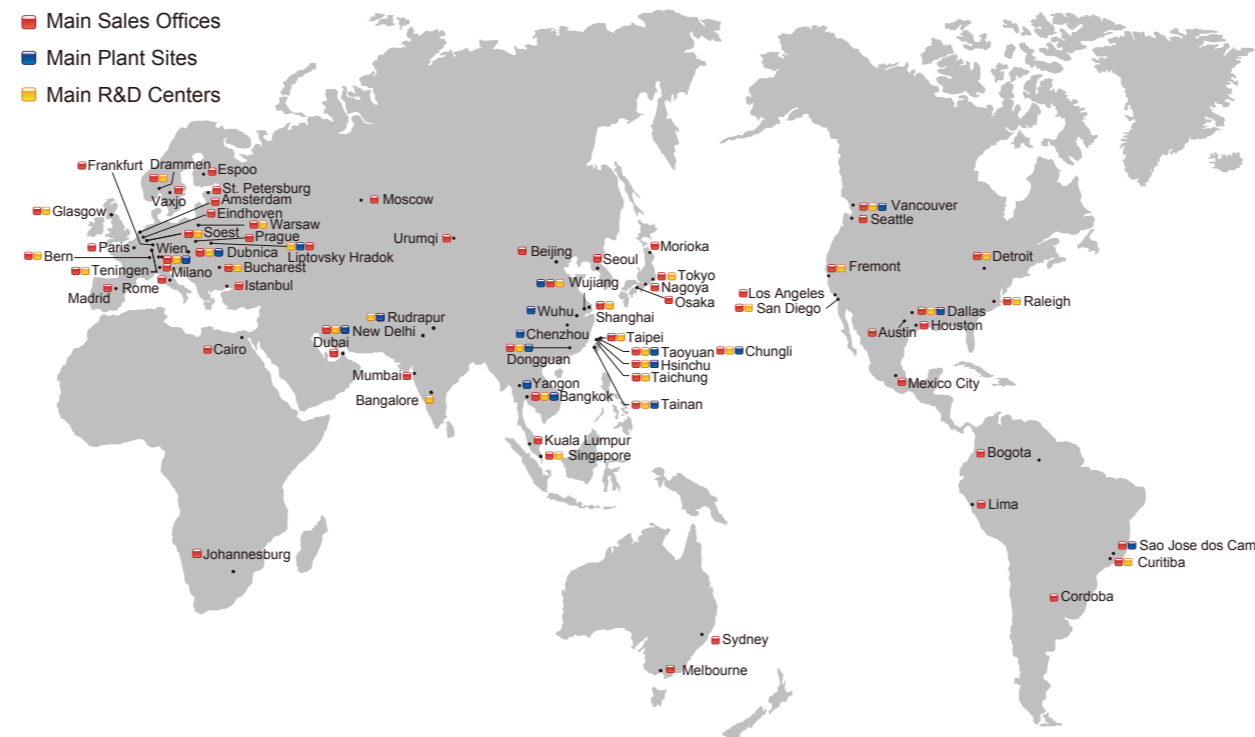 Main Sales Offices
Main Plant Sites
Main R&D Centers
Frankfurt
Drammen
Espoo
Vaxjo
St. Petersburg
Amsterdam
Eindhoven
Glasgow
Soest
Warsaw
Prague
Paris
Wien
Dubnica
Liptovsky Hradok
Bern
Teningen
Milano
Bucharest
Madrid
Rome
Istanbul
Moscow
Urumqi
Cairo
Rudrapur
New Delhi
Dubai
Mumbai
Bangalore
Johannesburg
Beijing
Seoul
Morioka
Tokyo
Nagoya
Osaka
Wujiang
Wuhu
Shanghai
Chenzhou
Dongguan
Taipei
Taoyuan
Chungli
Hsinchu
Taichung
Tainan
Yangon
Bangkok
Kuala Lumpur
Singapore
Sydney
Melbourne
Vancouver
Seattle
Fremont
Detroit
Los Angeles
San Diego
Raleigh
Dallas
Austin
Houston
Mexico City
Bogota
Lima
Sao Jose dos Cam
Curitiba
Cordoba